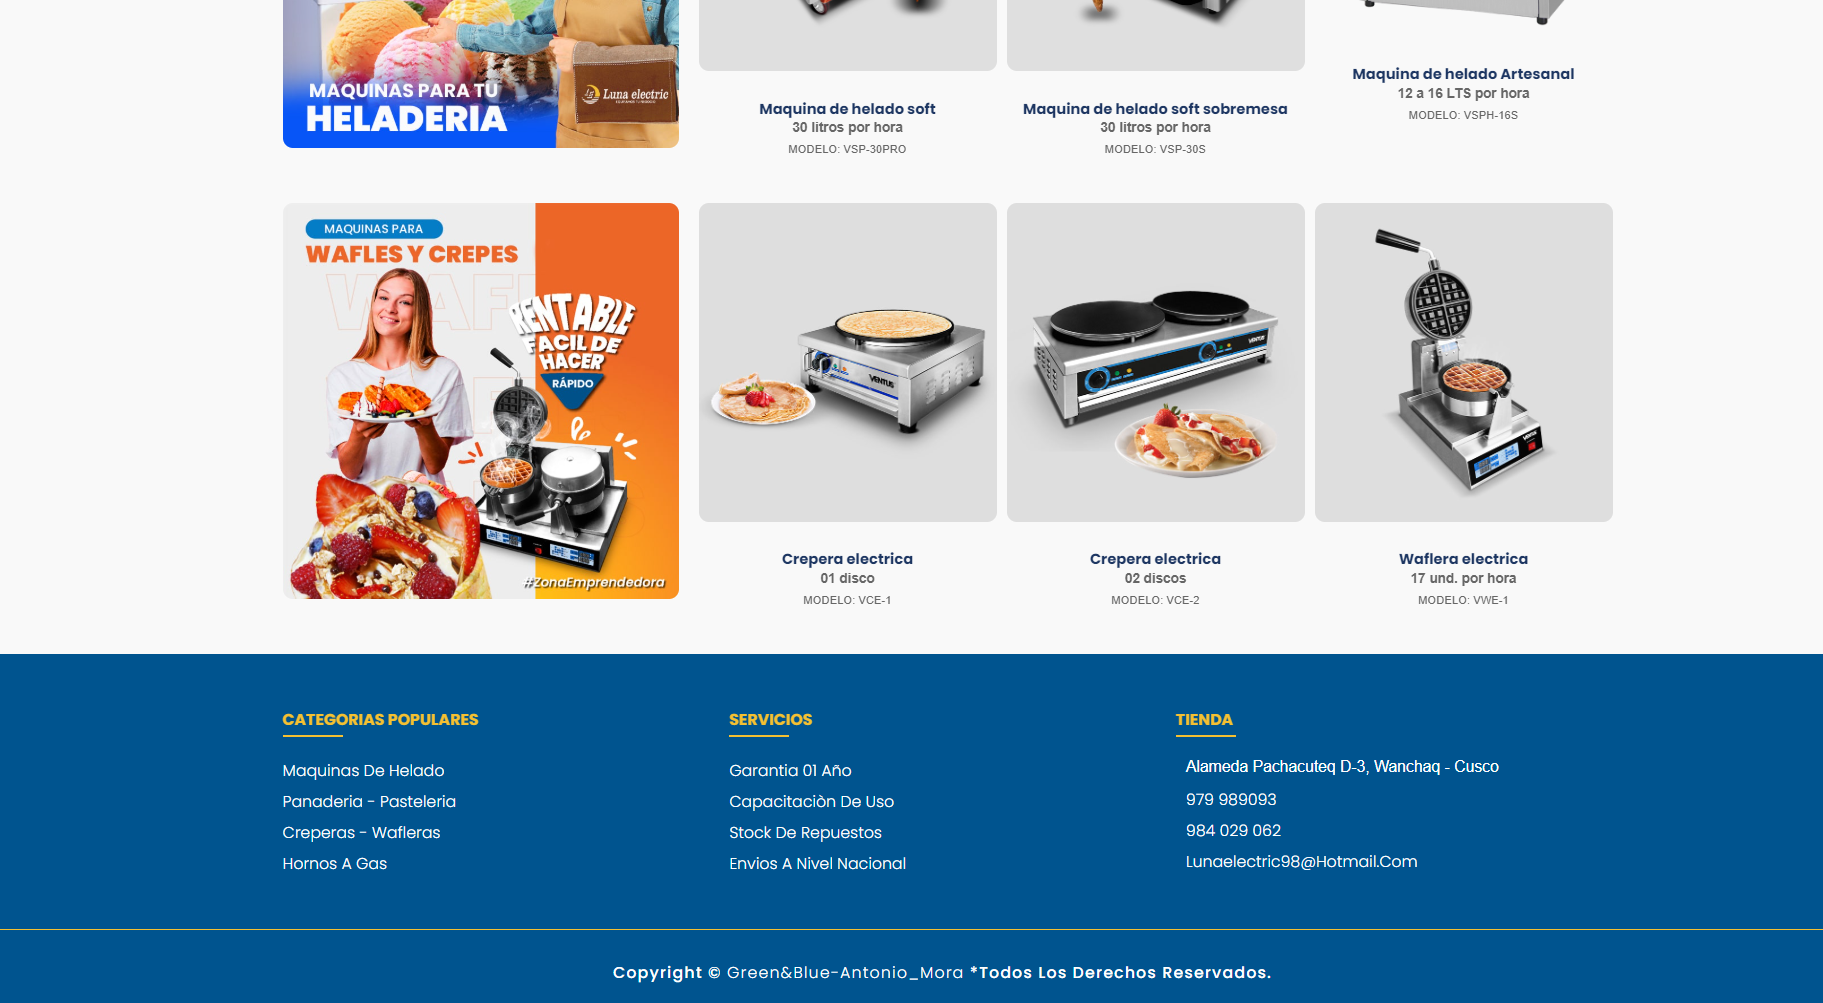 MAQUINAS PARA TU
HELADERIA
Luna electric
Maquina de helado soft
30 litros por hora
MODELO: VSP-30PRO
Maquina de helado soft sobremesa
30 litros por hora
MODELO: VSP-30S
Maquina de helado Artesanal
12 a 16 LTS por hora
MODELO: VSPH-16S
MAQUINAS PARA
WAFLES Y CREPES
RENTABLE
FACIL DE
HACER
RÁPIDO
#ZonaEmprendedora
VENTUS
Crepera electrica
01 disco
MODELO: VCE-1
VENTUS
Crepera electrica
02 discos
MODELO: VCE-2
VENTUS
Waflera electrica
17 und. por hora
MODELO: VWE-1
CATEGORIAS POPULARES
Maquinas De Helado
Panaderia - Pasteleria
Creperas - Wafleras
Hornos A Gas
SERVICIOS
Garantia 01 Año
Capacitaciòn De Uso
Stock De Repuestos
Envios A Nivel Nacional
TIENDA
Alameda Pachacuteq D-3, Wanchaq - Cusco
979 989093
984 029 062
Lunaelectric98@Hotmail.Com
Copyright © Green&Blue-Antonio_Mora *Todos Los Derechos Reservados.